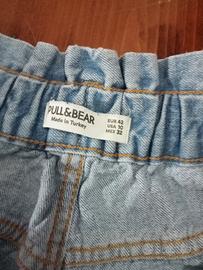 PULL&BEAR
Made in Turkey
EUR 42
USA 10
MEX 32